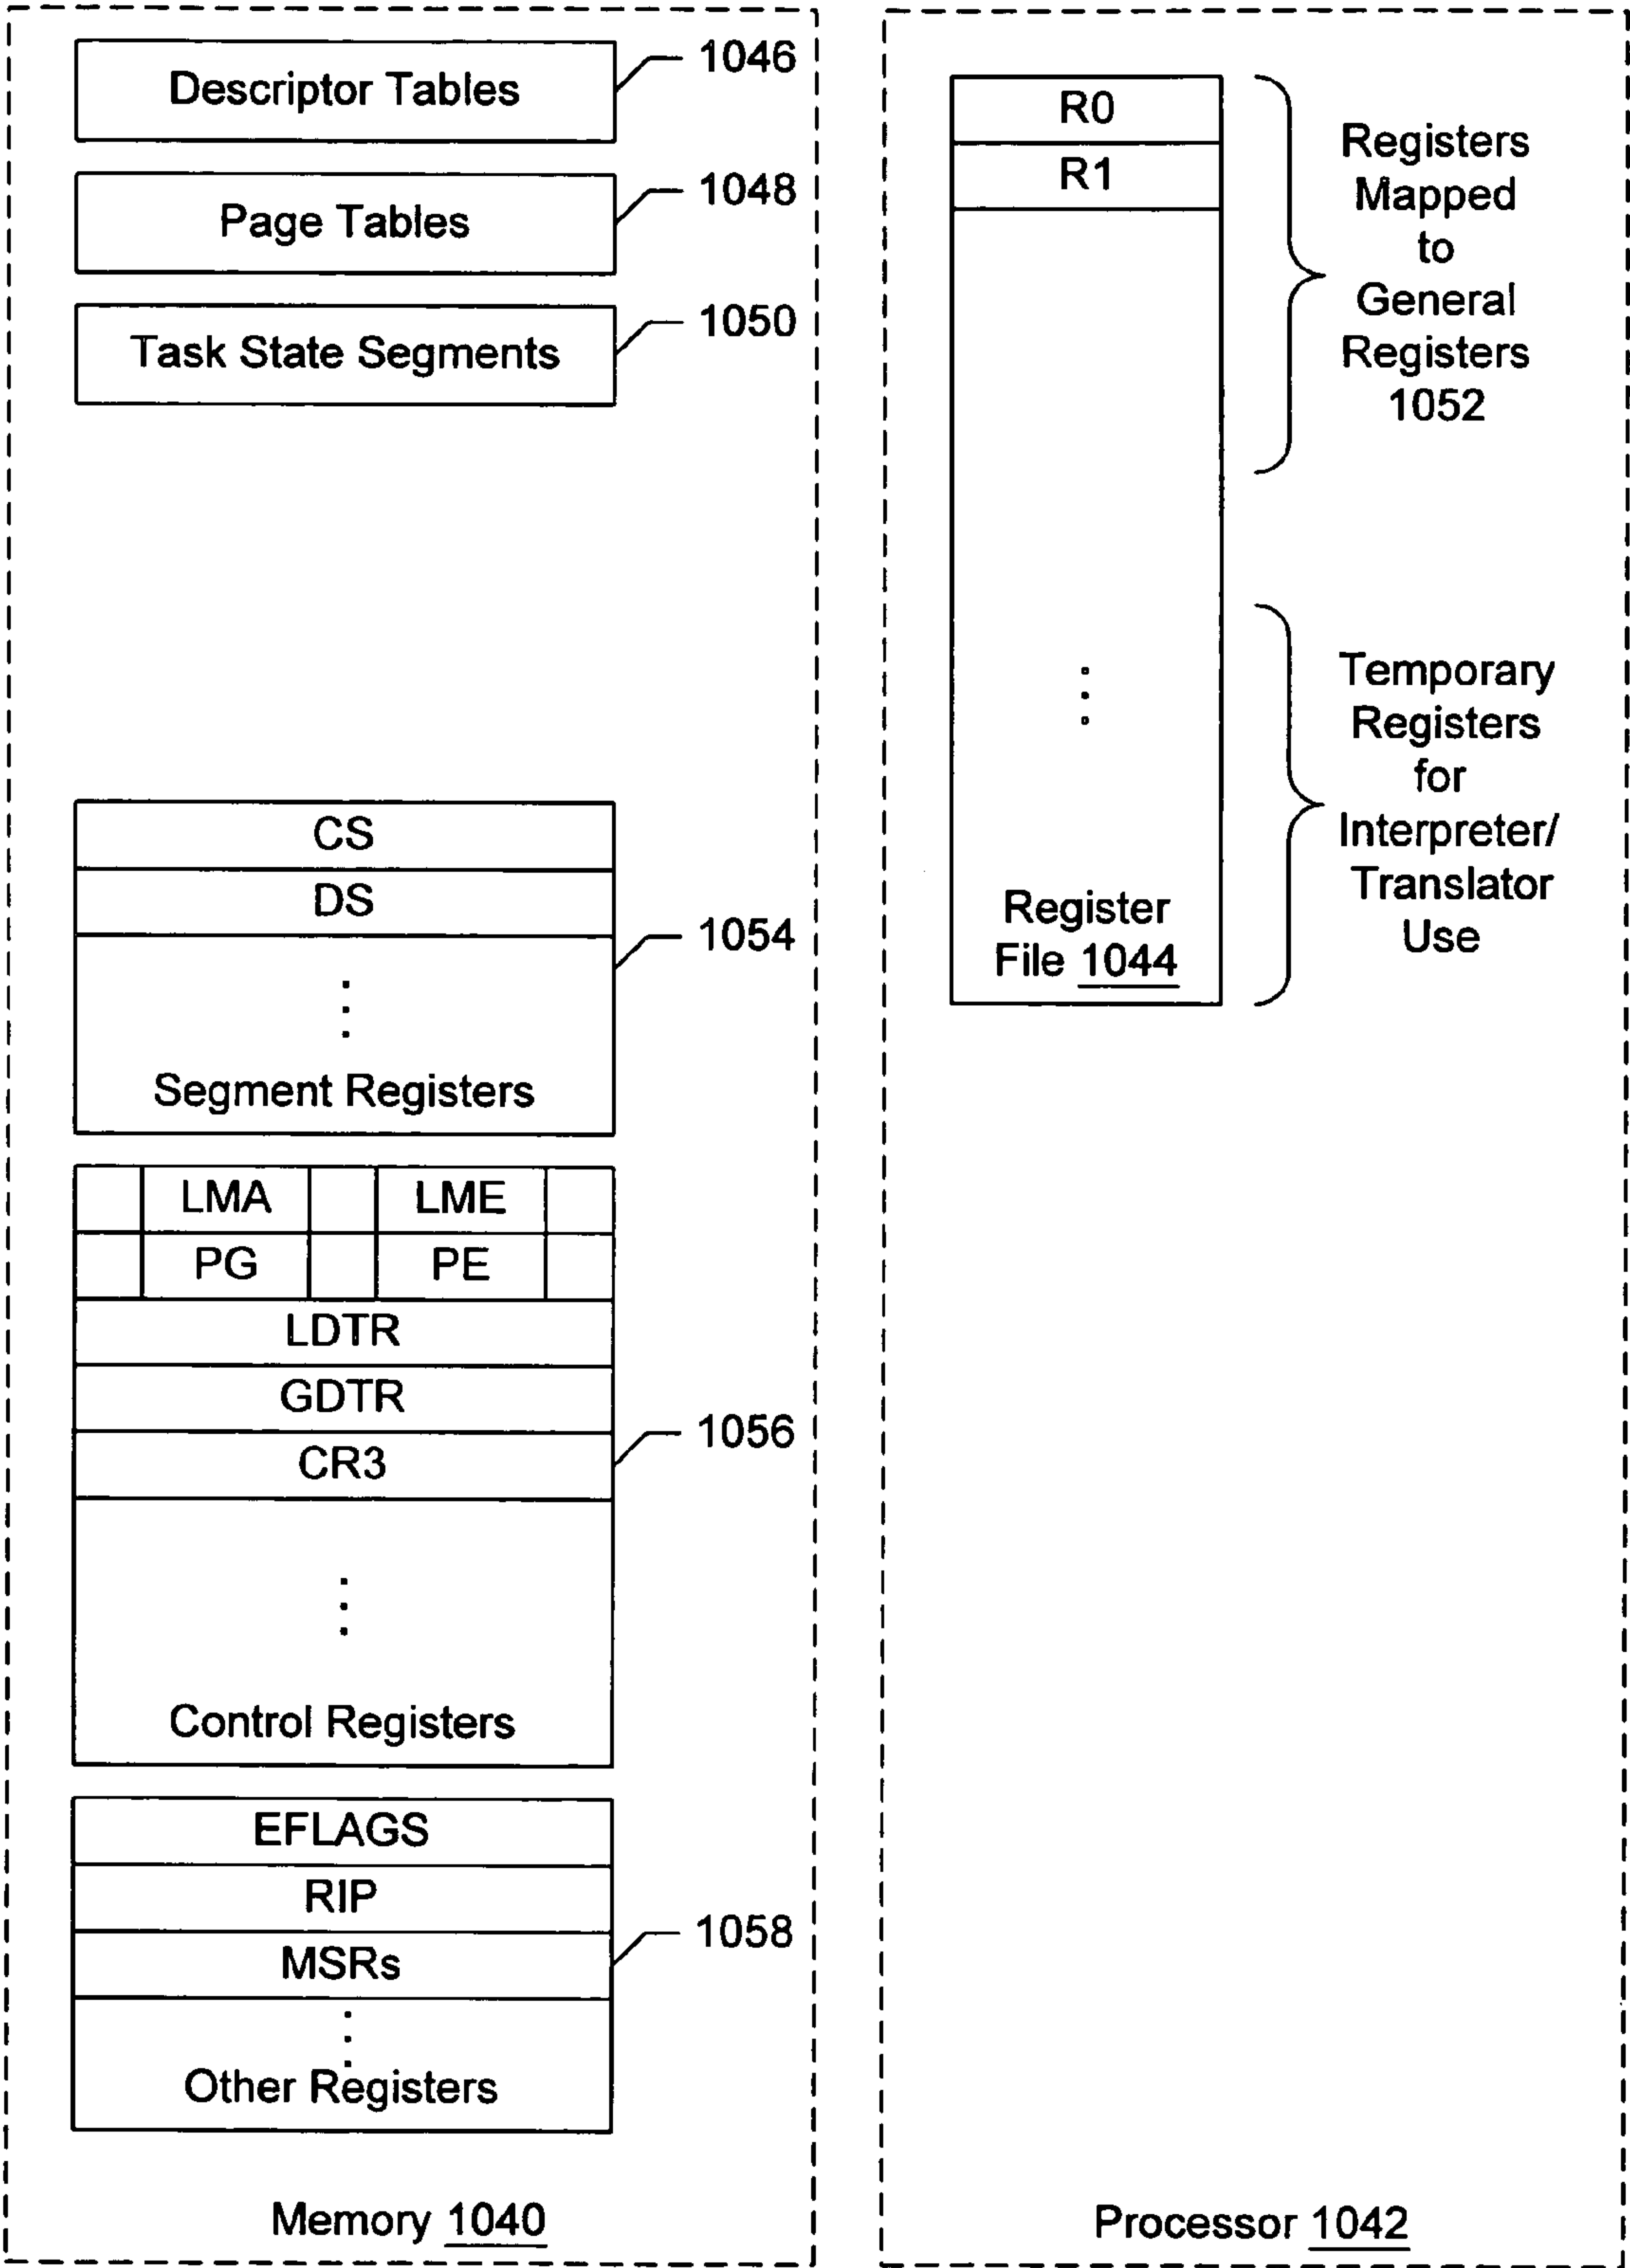 Descriptor Tables
1046
Page Tables
1048
Task State Segments
1050
CS
DS
1054
Segment Registers
LMA LME
PG PE
LDTR
GDTR
CR3
1056
Control Registers
EFLAGS
RIP
MSRs
1058
Other Registers
Memory 1040
R0
R1
Register
File 1044
Registers
Mapped
to
General
Registers
1052
Temporary
Registers
for
Interpreter/
Translator
Use
Processor 1042